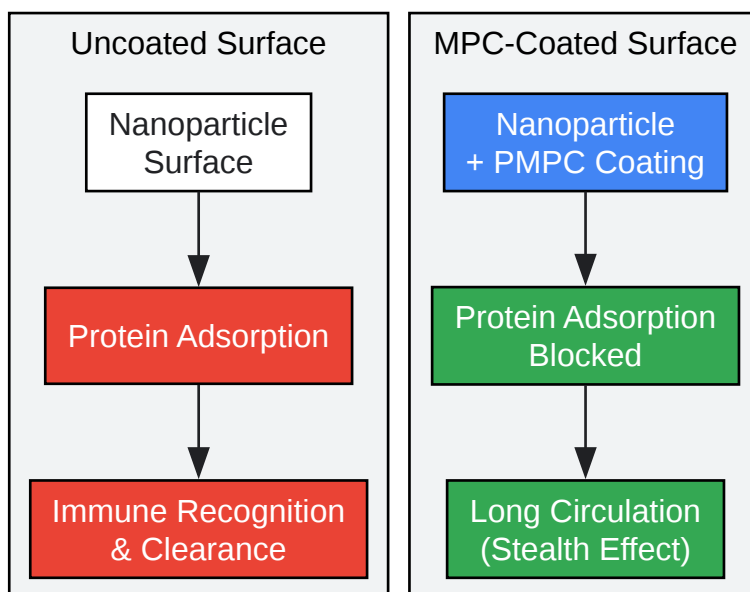 Uncoated Surface
Nanoparticle
Surface
Protein Adsorption
Immune Recognition
& Clearance
MPC-Coated Surface
Nanoparticle
+ PMPC Coating
Protein Adsorption
Blocked
Long Circulation
(Stealth Effect)